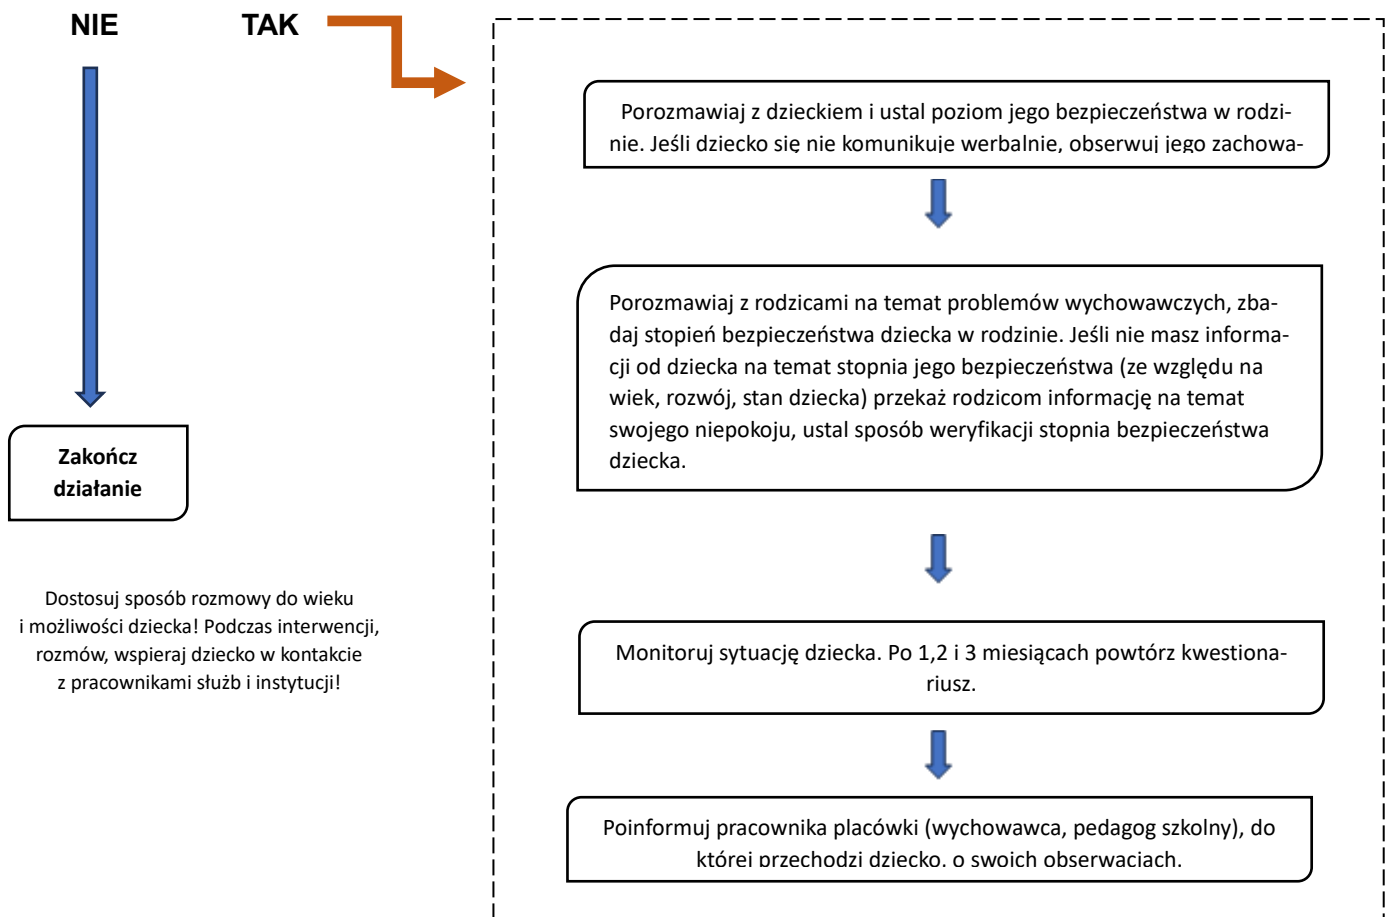 NIE
TAK
Porozmawiaj z dzieckiem i ustal poziom jego bezpieczeństwa w rodzi-
nie. Jeśli dziecko się nie komunikuje werbalnie, obserwuj jego zachowa-
Porozmawiaj z rodzicami na temat problemów wychowawczych, zba-
daj stopień bezpieczeństwa dziecka w rodzinie. Jeśli nie masz informa-
cji od dziecka na temat stopnia jego bezpieczeństwa (ze względu na
wiek, rozwój, stan dziecka) przekaż rodzicom informację na temat
swojego niepokoju, ustal sposób weryfikacji stopnia bezpieczeństwa
dziecka.
Zakończ
działanie
Dostosuj sposób rozmowy do wieku
i możliwości dziecka! Podczas interwencji,
rozmów, wspieraj dziecko w kontakcie
z pracownikami służb i instytucji!
Monitoruj sytuację dziecka. Po 1,2 i 3 miesiącach powtórz kwestiona-
riusz.
Poinformuj pracownika placówki (wychowawca, pedagog szkolny), do
której przechodzi dziecko, o swoich obserwacjach.